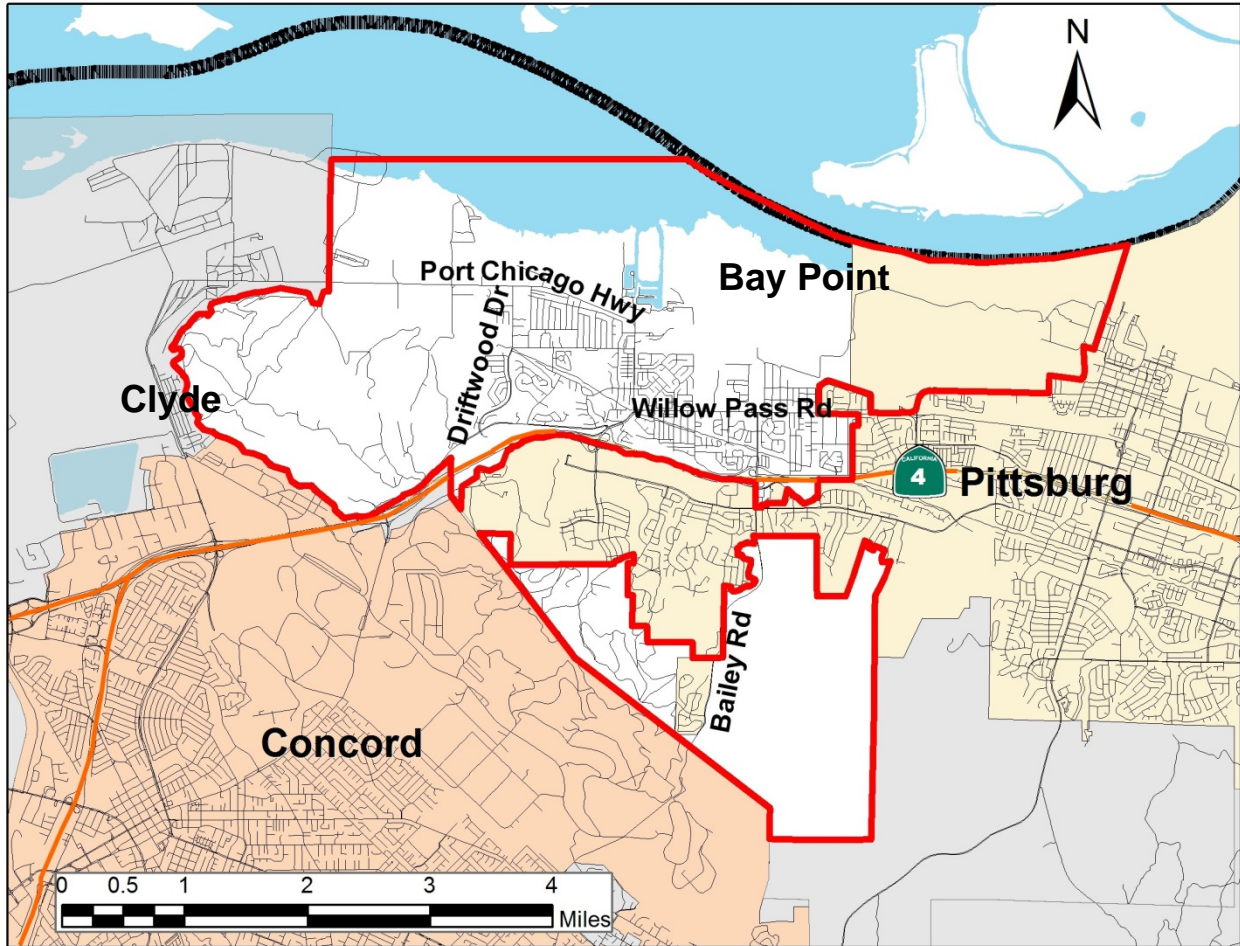 N
Port Chicago Hwy
Bay Point
Driftwood Dr
Clyde
Willow Pass Rd
CALIFORNIA
4
Pittsburg
Bailey Rd
Concord
0 0.5 1 2 3 4
Miles